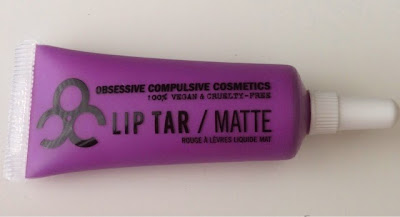 OBSESSIVE COMPULSIVE COSMETICS
100% VEGAN & CRUELTY-FREE
LIP TAR / MATTE
ROUGE À LÈVRES LIQUIDE MAT